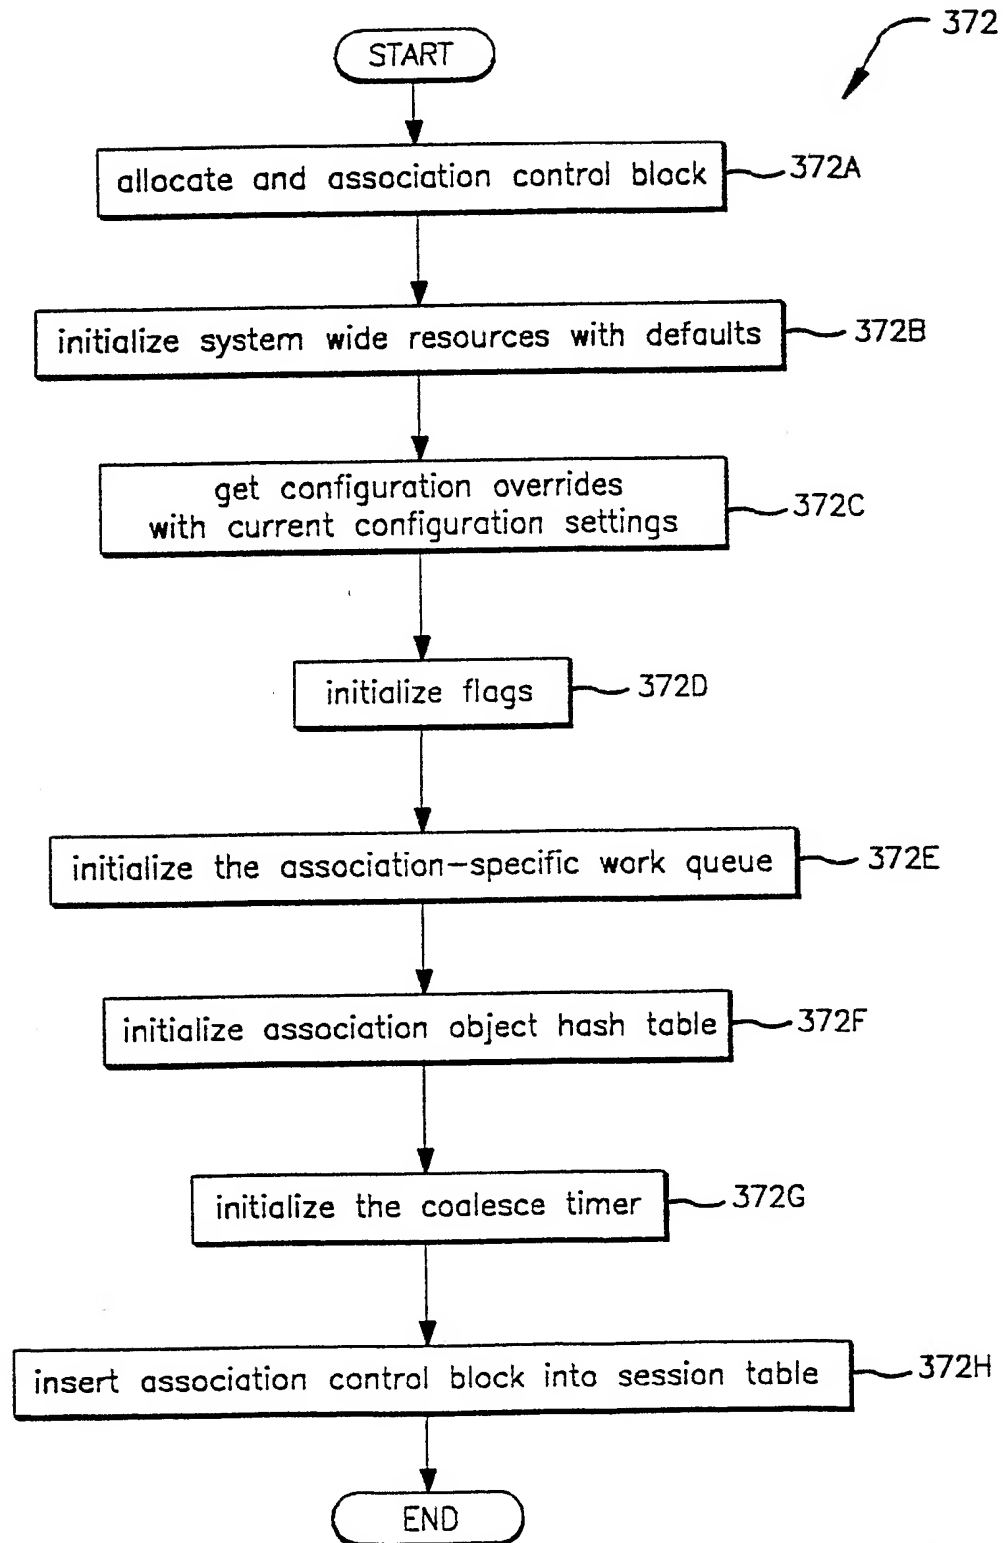 372
START
allocate and association control block
372A
initialize system wide resources with defaults
372B
get configuration overrides
with current configuration settings
372C
initialize flags
372D
initialize the association-specific work queue
372E
initialize association object hash table
372F
initialize the coalesce timer
372G
insert association control block into session table
372H
END